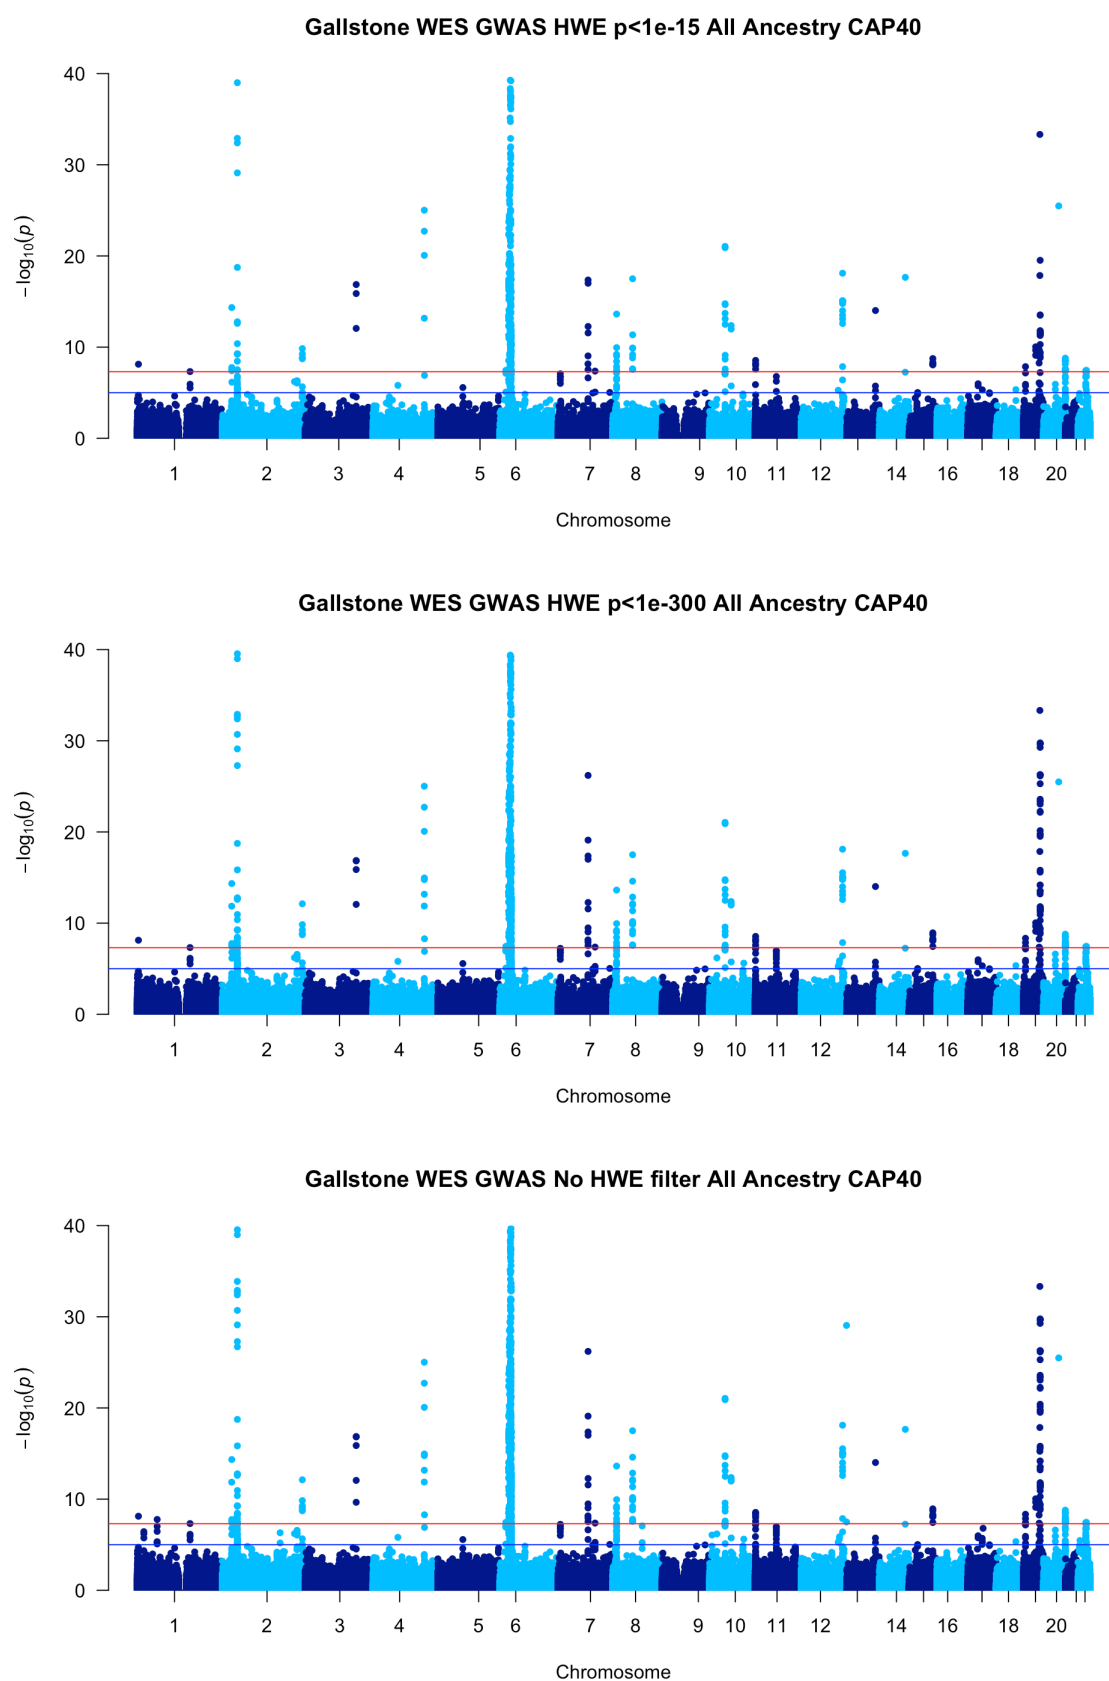 Gallstone WES GWAS HWE p<1e-15 All Ancestry CAP40
40
30
20
10
0
−log10(p)
1 2 3 4 5 6 7 8 9 10 11 12 14 16 18 20
Chromosome
Gallstone WES GWAS HWE p<1e-300 All Ancestry CAP40
40
30
20
10
0
−log10(p)
1 2 3 4 5 6 7 8 9 10 11 12 14 16 18 20
Chromosome
Gallstone WES GWAS No HWE filter All Ancestry CAP40
40
30
20
10
0
−log10(p)
1 2 3 4 5 6 7 8 9 10 11 12 14 16 18 20
Chromosome